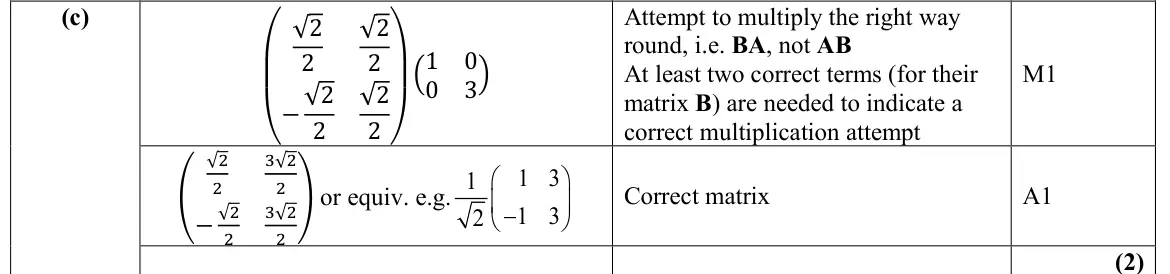 (c)
(√2/2 √2/2
−√2/2 √2/2) (1 0
0 3)
Attempt to multiply the right way
round, i.e. BA, not AB
At least two correct terms (for their
matrix B) are needed to indicate a
correct multiplication attempt
M1
(√2/2 3√2/2
−√2/2 3√2/2) or equiv. e.g. 1/√2 (1 3
−1 3)
Correct matrix
A1
(2)